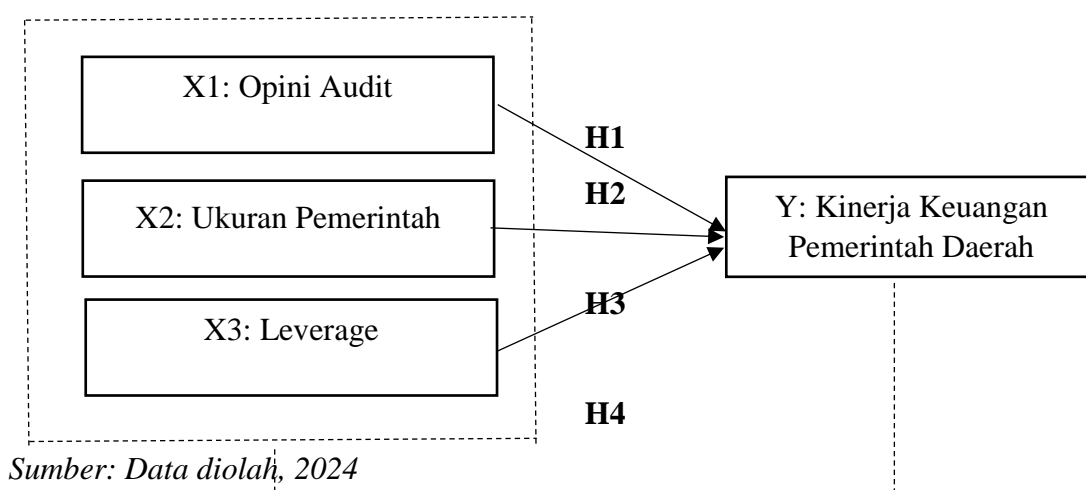 X1: Opini Audit
H1
H2
X2: Ukuran Pemerintah
Y: Kinerja Keuangan
Pemerintah Daerah
H3
X3: Leverage
H4
Sumber: Data diolah, 2024